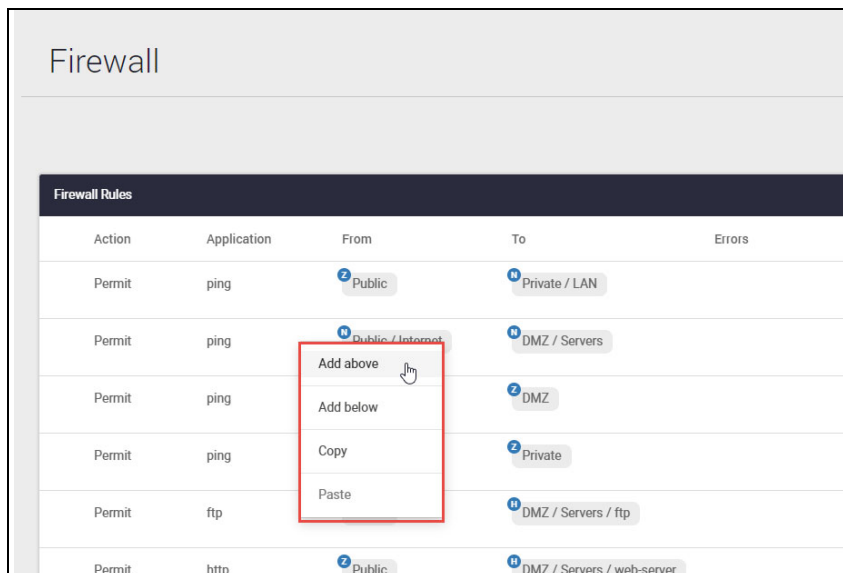 Firewall
Firewall Rules
Action Application From To Errors
Permit ping Z Public N Private / LAN
Permit ping N Public / Internet N DMZ / Servers
Add above
Permit ping Z DMZ
Add below
Permit ping Copy Z Private
Paste
Permit ftp H DMZ / Servers / ftp
Permit http Z Public H DMZ / Servers / web-server